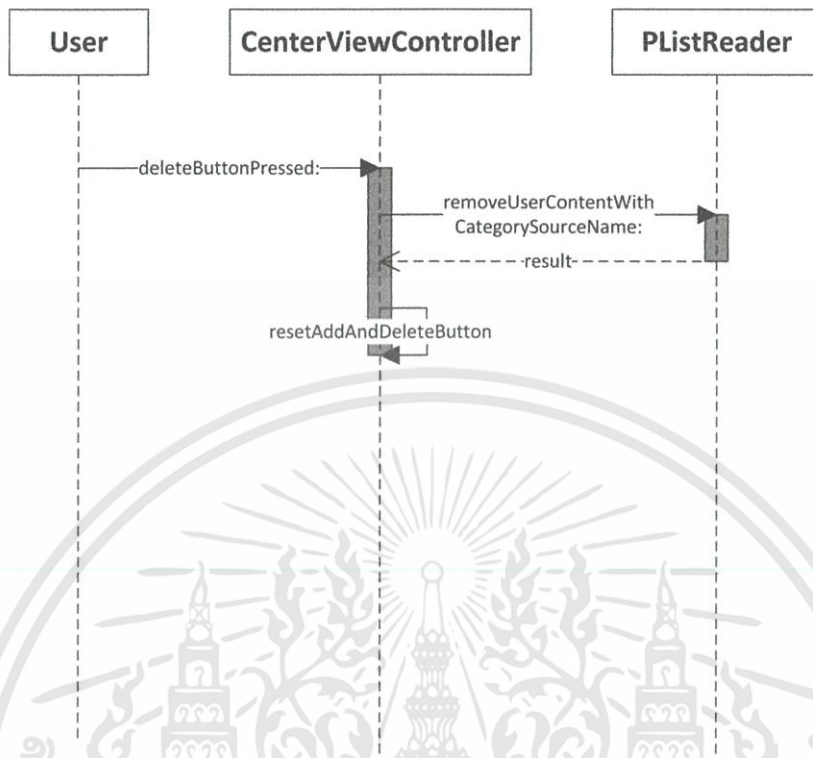 User
CenterViewController
PListReader
deleteButtonPressed:
removeUserContentWith
CategorySourceName:
result
resetAddAndDeleteButton